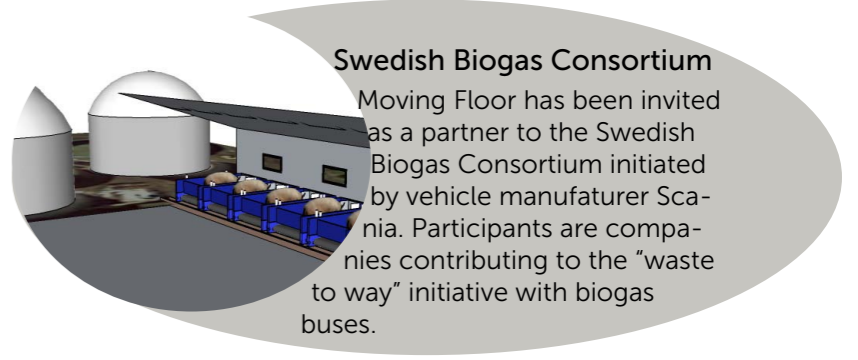 Swedish Biogas Consortium
Moving Floor has been invited
as a partner to the Swedish
Biogas Consortium initiated
by vehicle manufaturer Sca-
nia. Participants are compa-
nies contributing to the “waste
to way” initiative with biogas
buses.